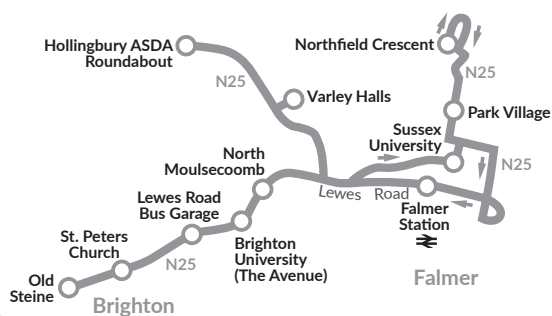 Hollingbury ASDA
Roundabout
N25
Varley Halls
Northfield Crescent
N25
Park Village
Sussex
University
N25
North
Moulsecoomb
Lewes Road
Falmer
Station
Falmer
Lewes Road
Bus Garage
Brighton
University
(The Avenue)
St. Peters
Church
N25
Old
Steine
Brighton